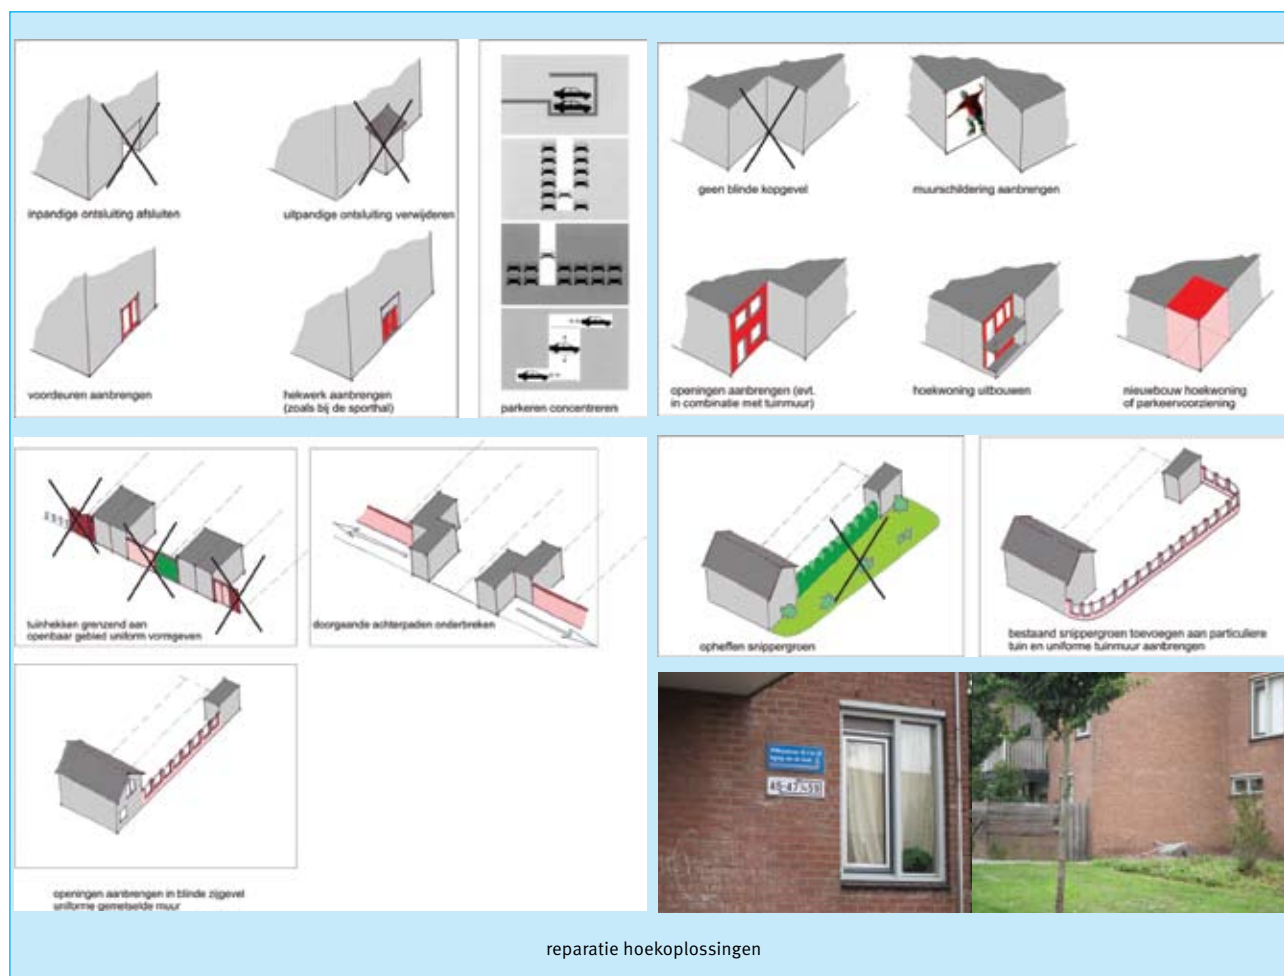 inpandige ontsluiting afsluiten
uitpandige ontsluiting verwijderen
voordeuren aanbrengen
hekwerk aanbrengen
(zoals bij de sporthal)
parkeren concentreren
geen blinde kopgevel
muurschildering aanbrengen
openingen aanbrengen (evt.
in combinatie met tuinmuur)
hoekwoning uitbouwen
nieuwbouw hoekwoning
of parkeervoorziening
tuinhekken grenzend aan
openbaar gebied uniform vormgeven
doorgaande achterpaden onderbreken
opheffen snippergroen
bestaand snippergroen toevoegen aan particuliere
tuin en uniforme tuinmuur aanbrengen
openingen aanbrengen in blinde zijgevel
uniforme gemetselde muur
reparatie hoekoplossingen